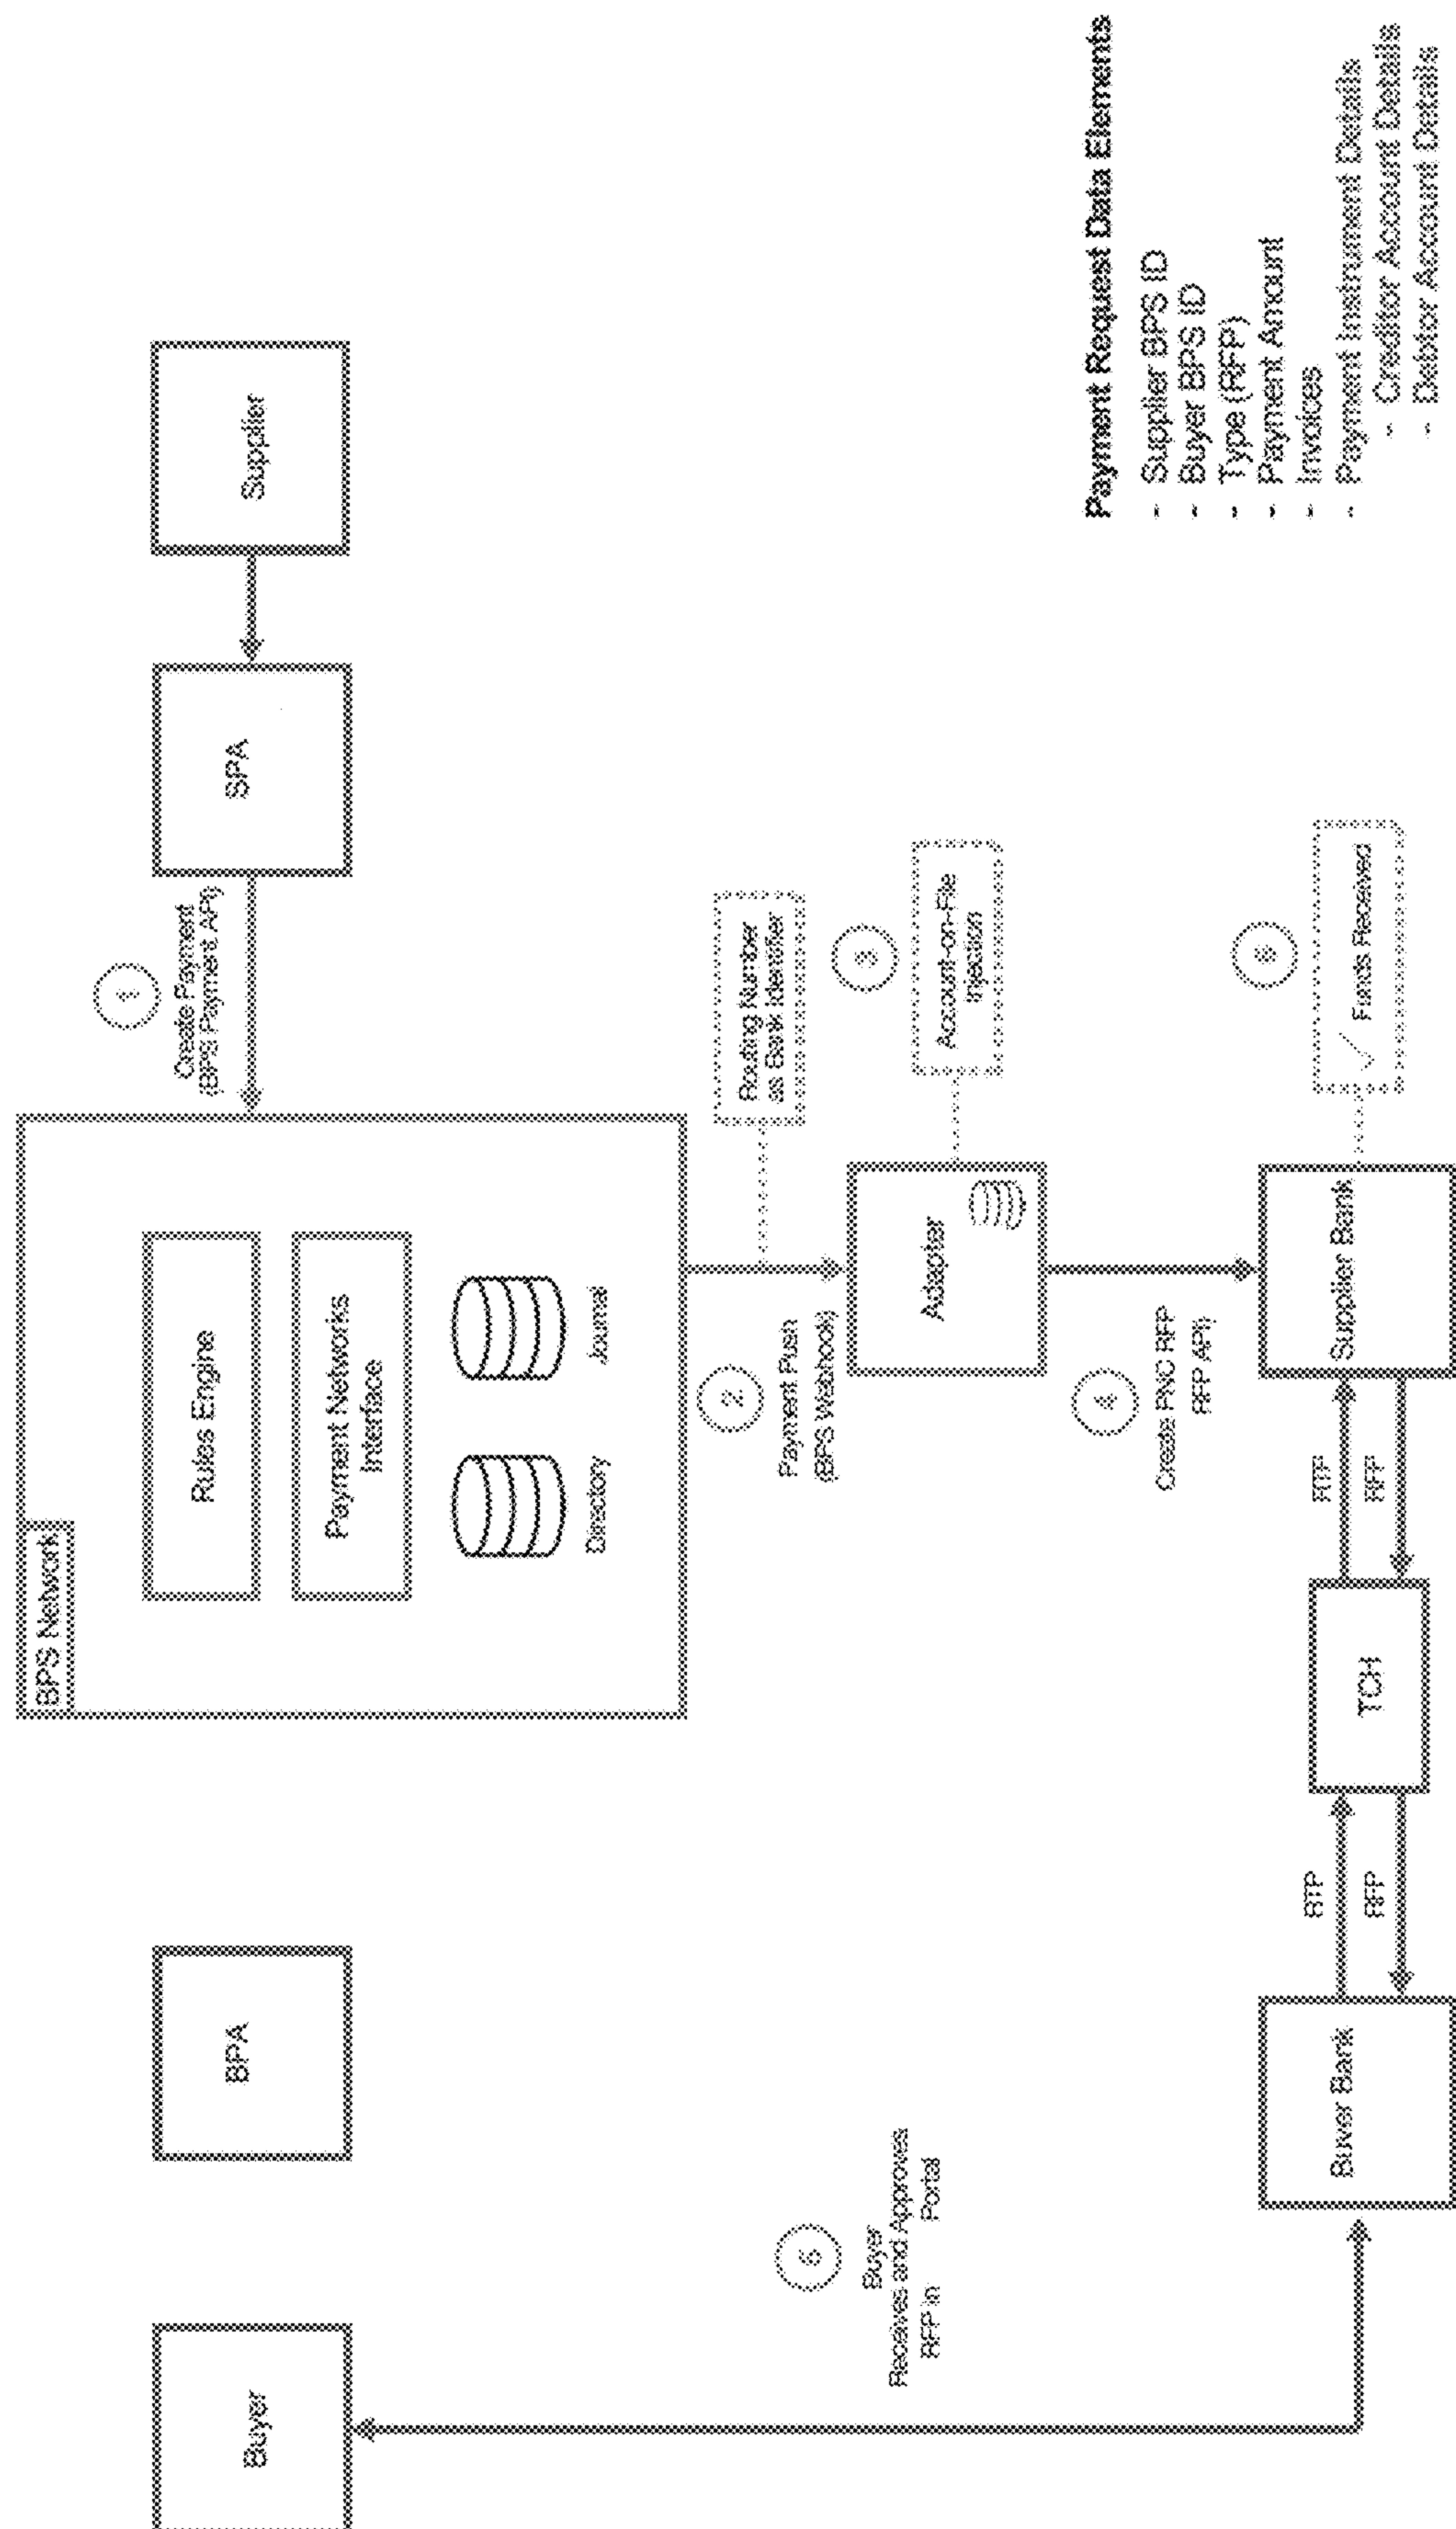 Buyer
BPA
BPS Network
Rules Engine
Payment Networks
Interface
Directory
Journal
1
Create Payment
(BPS Payment API)
SPA
Supplier
2
Payment Push
(BPS Webhook)
Routing Number
as Bank Identifier
Adapter
3
Account-on-File
Injection
4
Create PNC RFP
RFP API)
5
Buyer
Receives and Approves
RFP in Portal
Buyer Bank
RTP
RFP
TCH
RTP
RFP
Supplier Bank
✓ Funds Received
Payment Request Data Elements
- Supplier BPS ID
- Buyer BPS ID
- Type (RFP)
- Payment Amount
- Invoices
- Payment Instrument Details
- Creditor Account Details
- Debtor Account Details